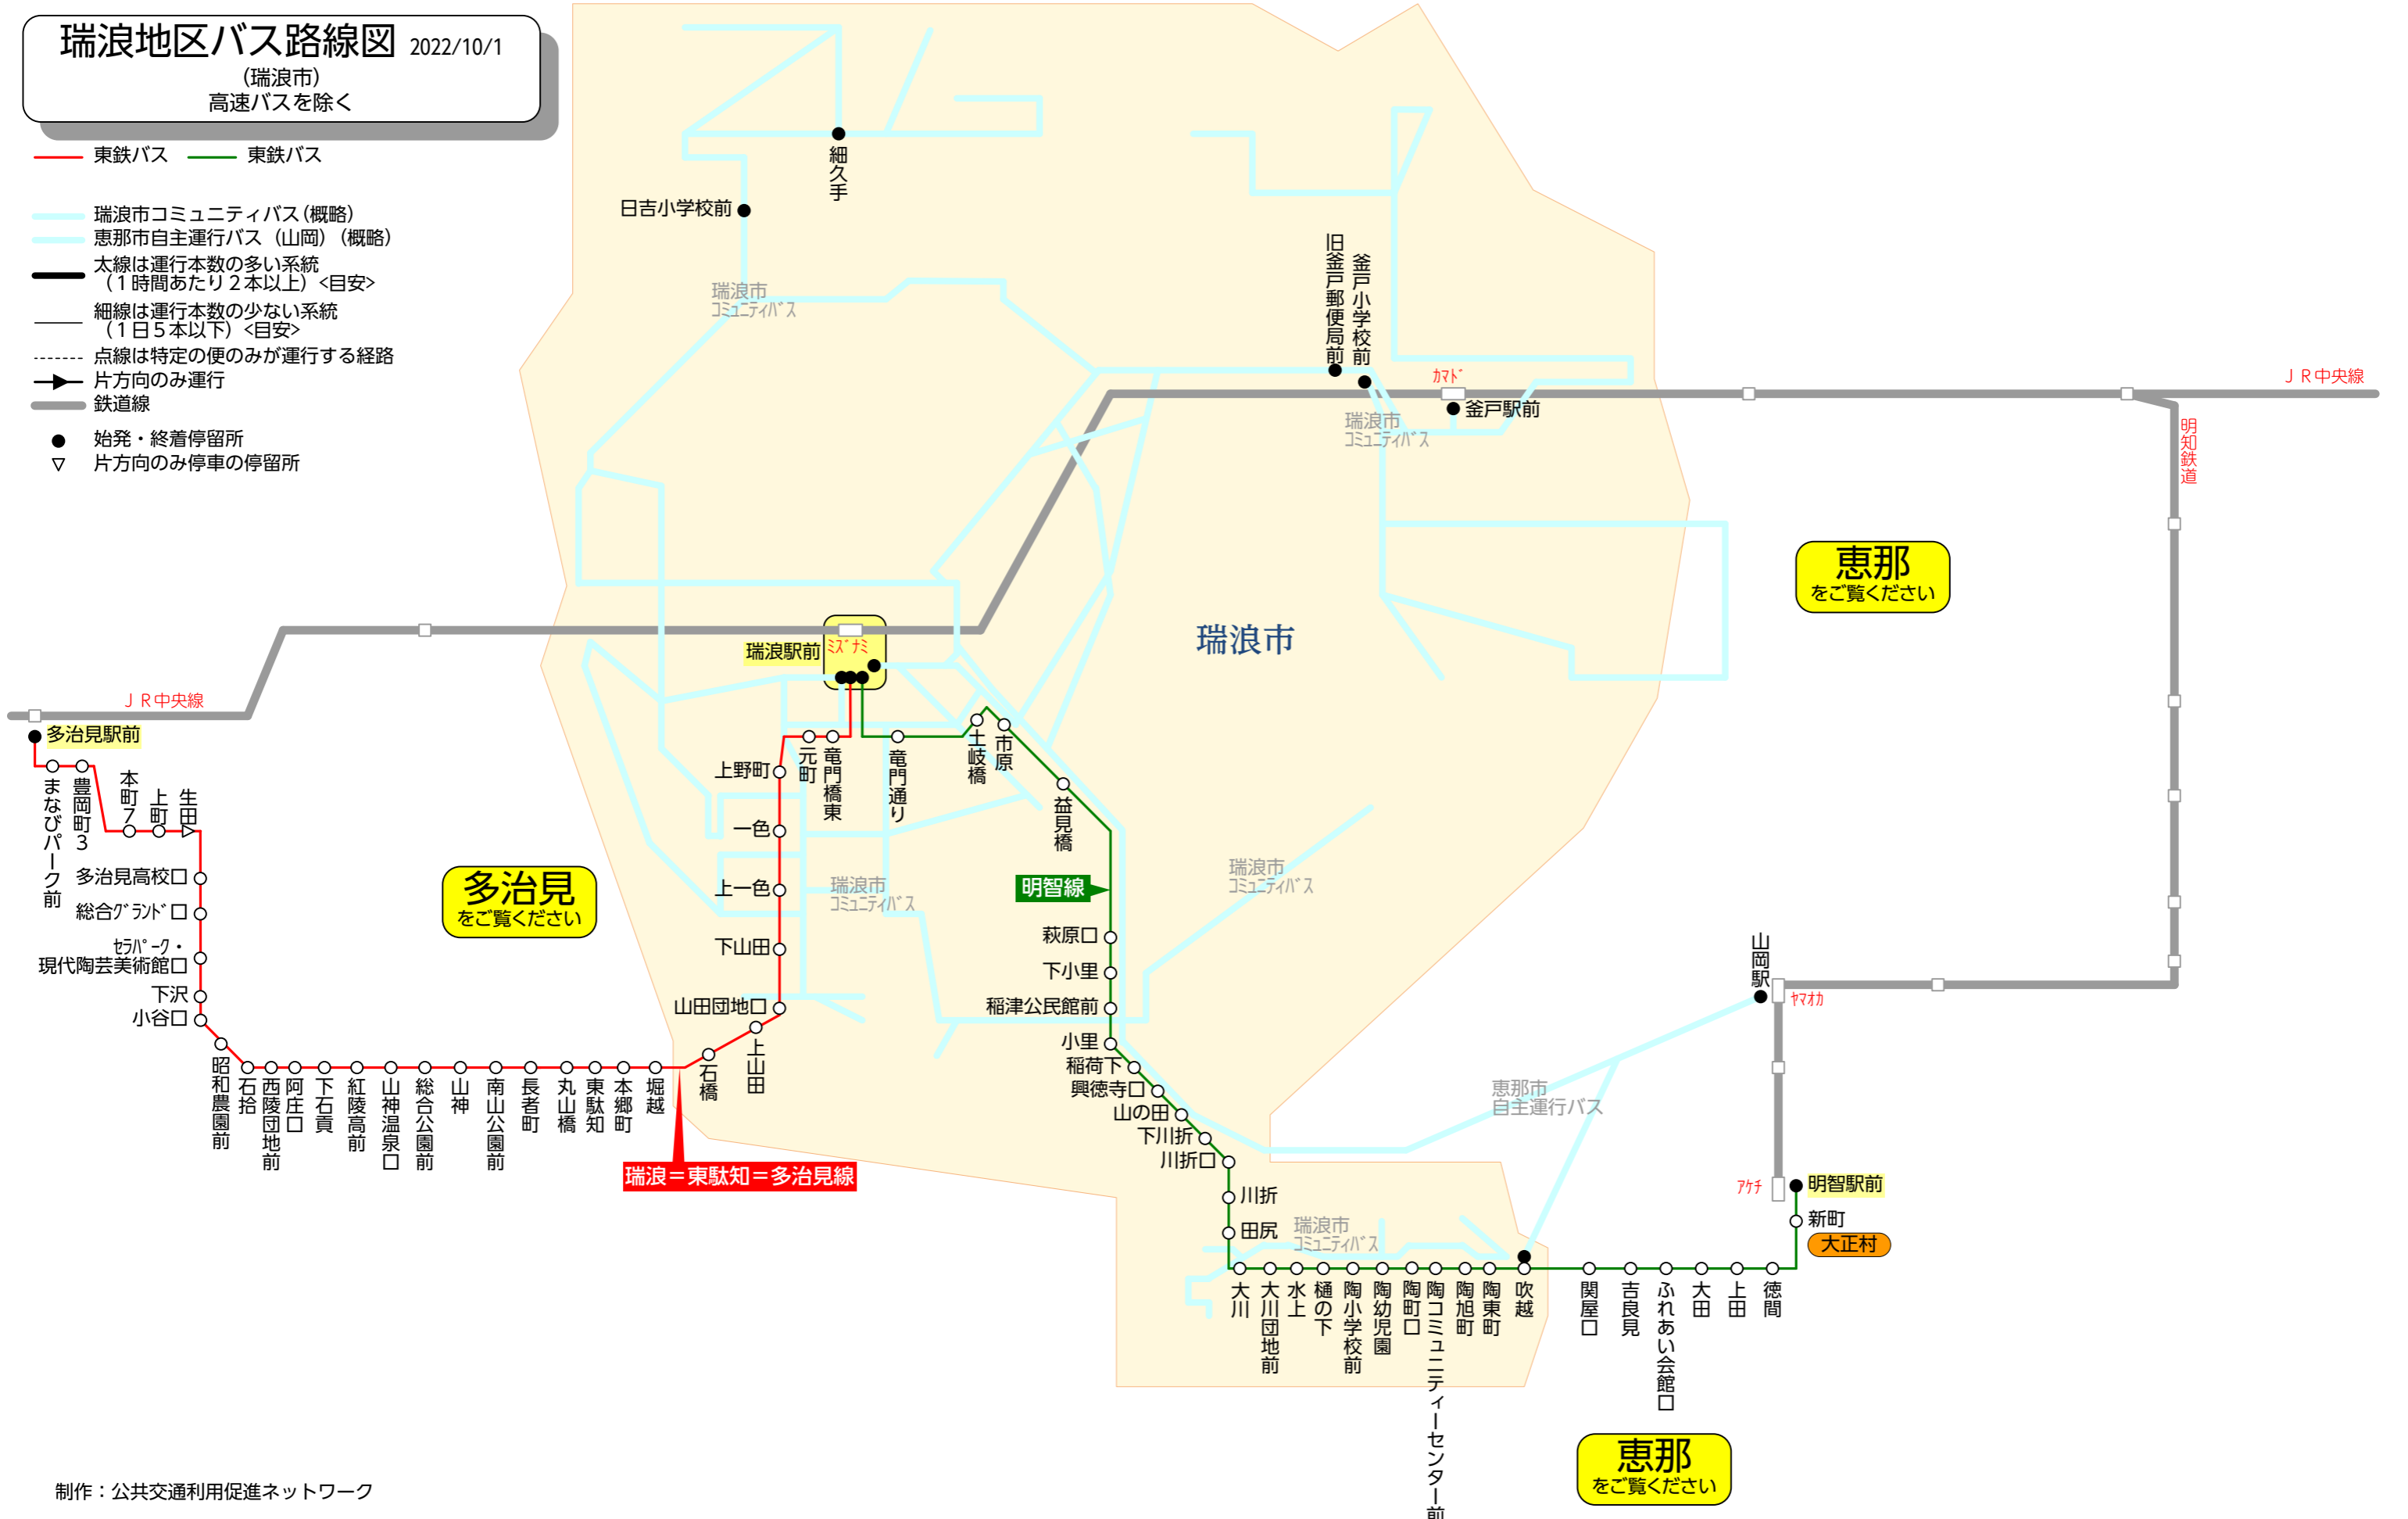 瑞浪地区バス路線図 2022/10/1
(瑞浪市)
高速バスを除く
東鉄バス
東鉄バス
瑞浪市コミュニティバス(概略)
恵那市自主運行バス (山岡) (概略)
太線は運行本数の多い系統
(1時間あたり2本以上) <目安>
細線は運行本数の少ない系統
(1日5本以下) <目安>
点線は特定の便のみが運行する経路
片方向のみ運行
鉄道線
始発・終着停留所
片方向のみ停車の停留所
細久手
日吉小学校前
瑞浪市
コミュニティバス
旧釜戸郵便局前
釜戸小学校前
カマド
釜戸駅前
瑞浪市
コミュニティバス
JR中央線
明知鉄道
恵那
をご覧ください
瑞浪市
瑞浪駅前
ミズナミ
JR中央線
多治見駅前
まなびパーク前
豊岡町3
本町7
上町
生田
多治見高校口
総合グランド口
セラパーク・
現代陶芸美術館口
下沢
小谷口
昭和農園前
石拾
西陵団地前
阿庄口
下石貢
紅陵高前
山神温泉口
総合公園前
山神
南山公園前
長者町
丸山橋
東駄知
本郷町
堀越
石橋
上山田
山田団地口
下山田
上一色
一色
上野町
元町
竜門橋東
瑞浪=東駄知=多治見線
多治見
をご覧ください
瑞浪市
コミュニティバス
竜門通り
土岐橋
市原
益見橋
明智線
萩原口
下小里
稲津公民館前
小里
稲荷下
興徳寺口
山の田
下川折
川折口
川折
田尻
瑞浪市
コミュニティバス
瑞浪市
コミュニティバス
恵那市
自主運行バス
山岡駅
ヤマオカ
アケチ
明智駅前
新町
大正村
大川
大川団地前
水上
樋の下
陶小学校前
陶幼児園
陶町口
陶コミュニティーセンター前
陶旭町
陶東町
吹越
関屋口
吉良見
ふれあい会館口
大田
上田
徳間
恵那
をご覧ください
制作：公共交通利用促進ネットワーク